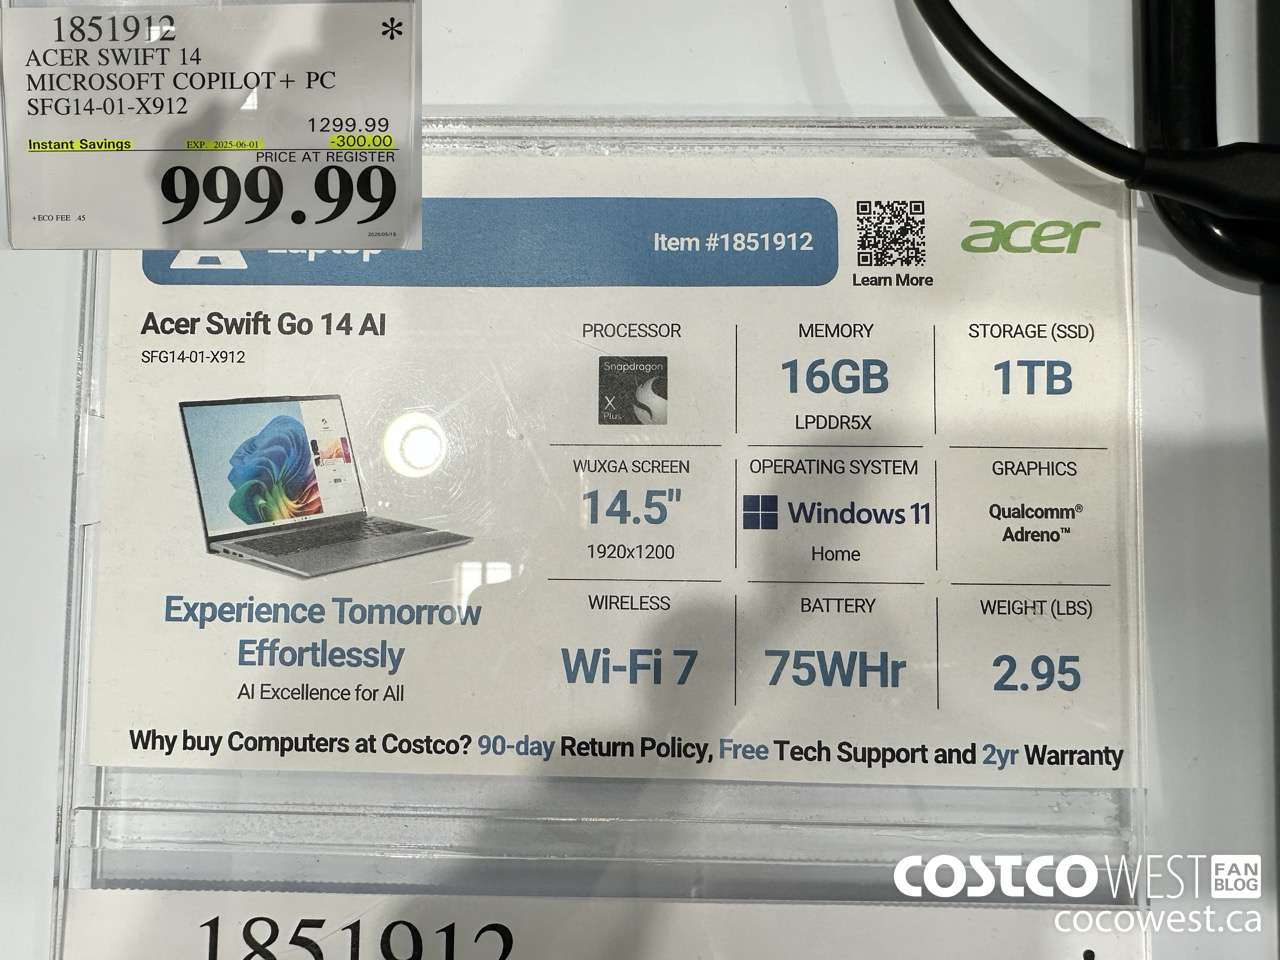 1851912 *
ACER SWIFT 14
MICROSOFT COPILOT+ PC
SFG14-01-X912
1299.99
Instant Savings EXP. 2025-06-01 -300.00
PRICE AT REGISTER
999.99
+ECO FEE .45
Laptop
Item #1851912
Learn More
acer
Acer Swift Go 14 AI
SFG14-01-X912
PROCESSOR
Snapdragon
X
Plus
MEMORY
16GB
LPDDR5X
STORAGE (SSD)
1TB
WUXGA SCREEN
14.5"
1920x1200
OPERATING SYSTEM
Windows 11
Home
GRAPHICS
Qualcomm®
Adreno™
WIRELESS
Wi-Fi 7
BATTERY
75WHr
WEIGHT (LBS)
2.95
Experience Tomorrow
Effortlessly
AI Excellence for All
Why buy Computers at Costco? 90-day Return Policy, Free Tech Support and 2yr Warranty
1851912
COSTCO WEST FAN BLOG
cocowest.ca